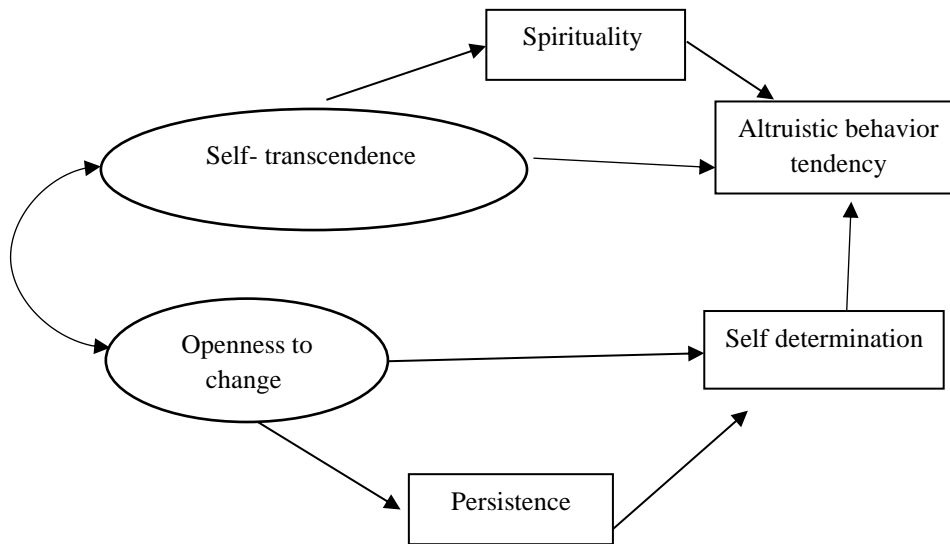 Spirituality
Altruistic behavior
tendency
Self- transcendence
Openness to
change
Self determination
Persistence